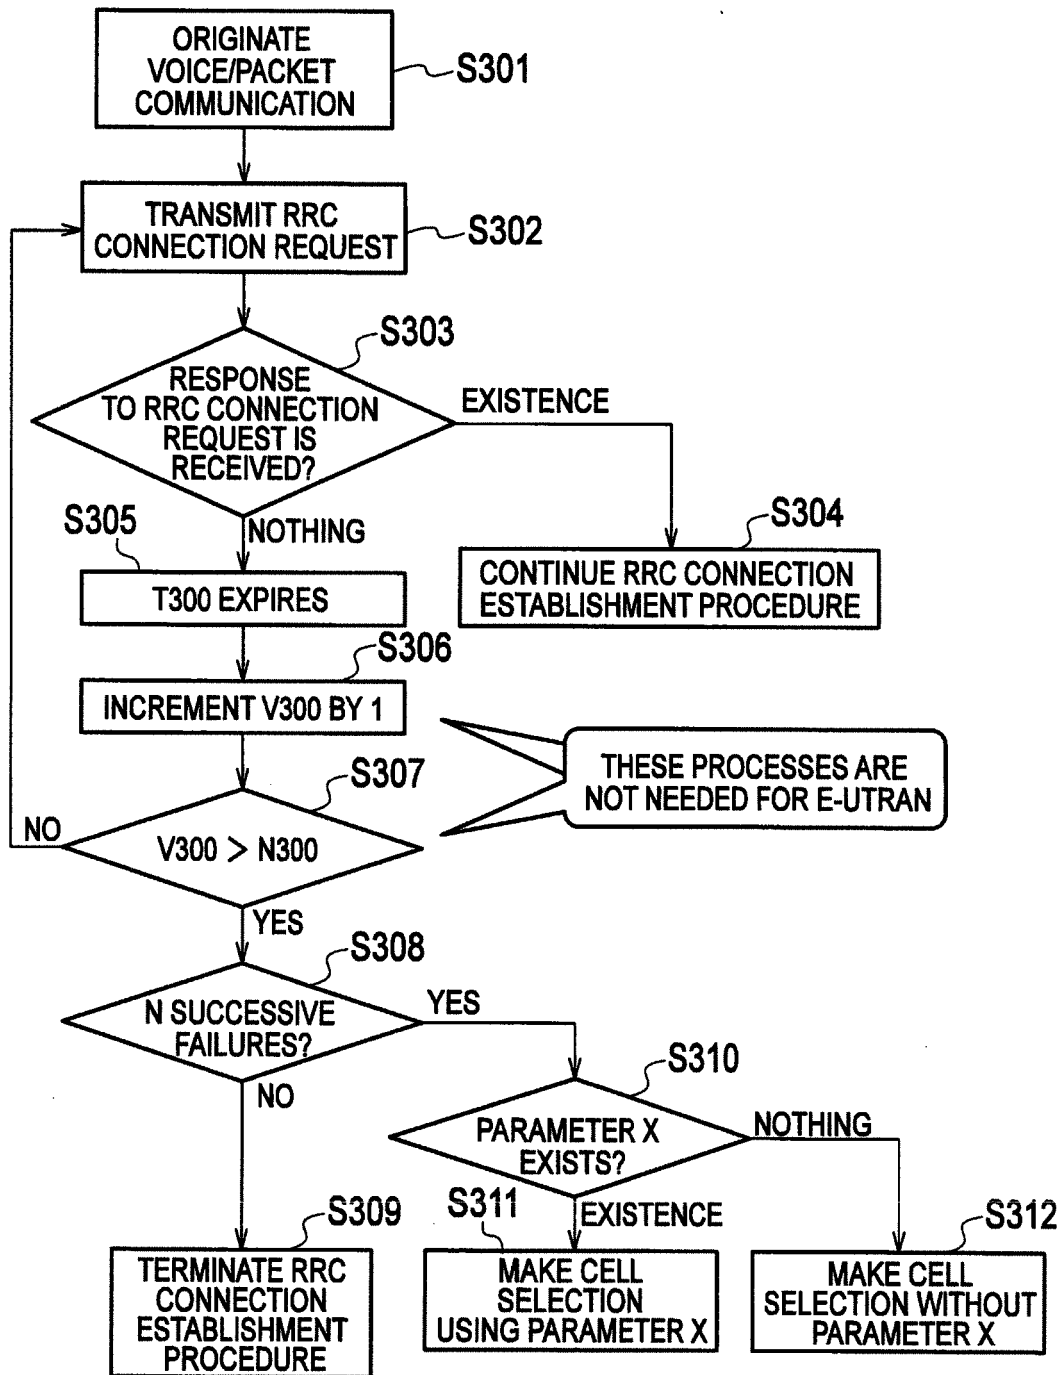 ORIGINATE
VOICE/PACKET
COMMUNICATION
S301
TRANSMIT RRC
CONNECTION REQUEST
S302
S303
RESPONSE
TO RRC CONNECTION
REQUEST IS
RECEIVED?
EXISTENCE
S305
NOTHING
S304
T300 EXPIRES
CONTINUE RRC CONNECTION
ESTABLISHMENT PROCEDURE
S306
INCREMENT V300 BY 1
THESE PROCESSES ARE
NOT NEEDED FOR E-UTRAN
S307
NO
V300 > N300
YES
S308
N SUCCESSIVE
FAILURES?
YES
NO
S310
PARAMETER X
EXISTS?
NOTHING
S309
S311
EXISTENCE
S312
TERMINATE RRC
CONNECTION
ESTABLISHMENT
PROCEDURE
MAKE CELL
SELECTION
USING PARAMETER X
MAKE CELL
SELECTION WITHOUT
PARAMETER X